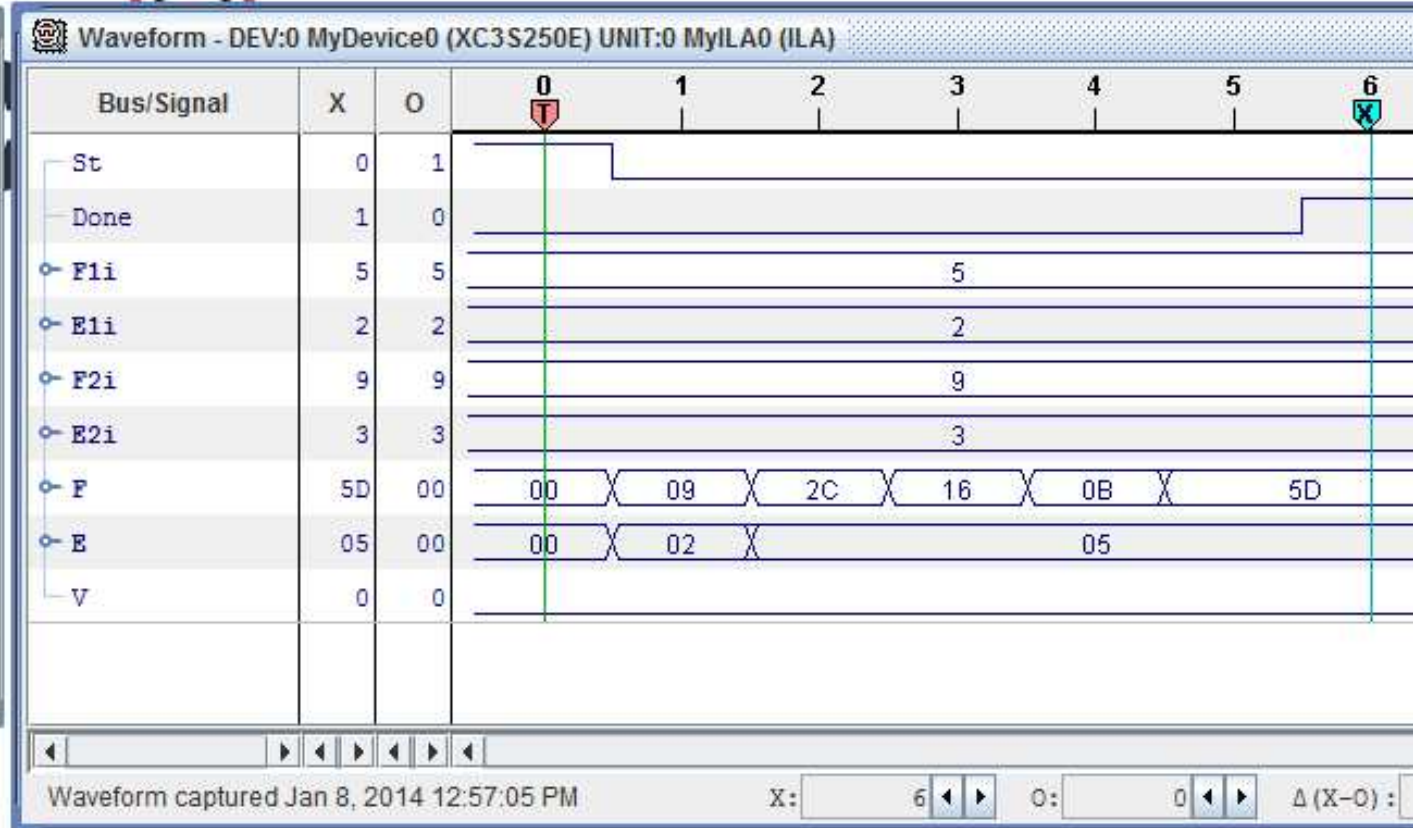 Waveform - DEV:0 MyDevice0 (XC3S250E) UNIT:0 MyILA0 (ILA)
Bus/Signal X O 0 1 2 3 4 5 6
T X
St 0 1
Done 1 0
F1i 5 5 5
E1i 2 2 2
F2i 9 9 9
E2i 3 3 3
F 5D 00 00 09 2C 16 0B 5D
E 05 00 00 02 05
V 0 0
Waveform captured Jan 8, 2014 12:57:05 PM X: 6 O: 0 Δ(X-O):